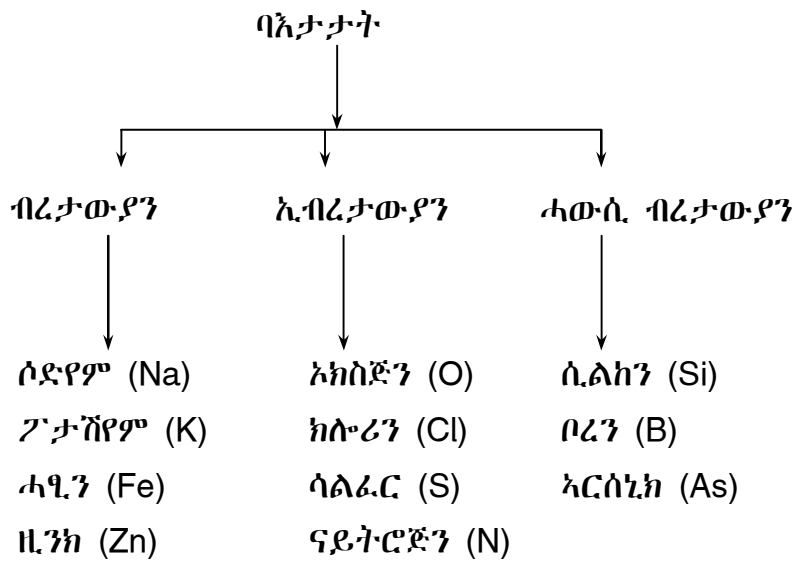 ባእታታት
ብረታውያን ኢብረታውያን ሓውሲ ብረታውያን
ሶድየም (Na) ኦክስጅን (O) ሲልከን (Si)
ፖታሽየም (K) ክሎሪን (Cl) ቦረን (B)
ሓፂን (Fe) ሳልፈር (S) ኣርሰኒክ (As)
ዚንክ (Zn) ናይትሮጅን (N)